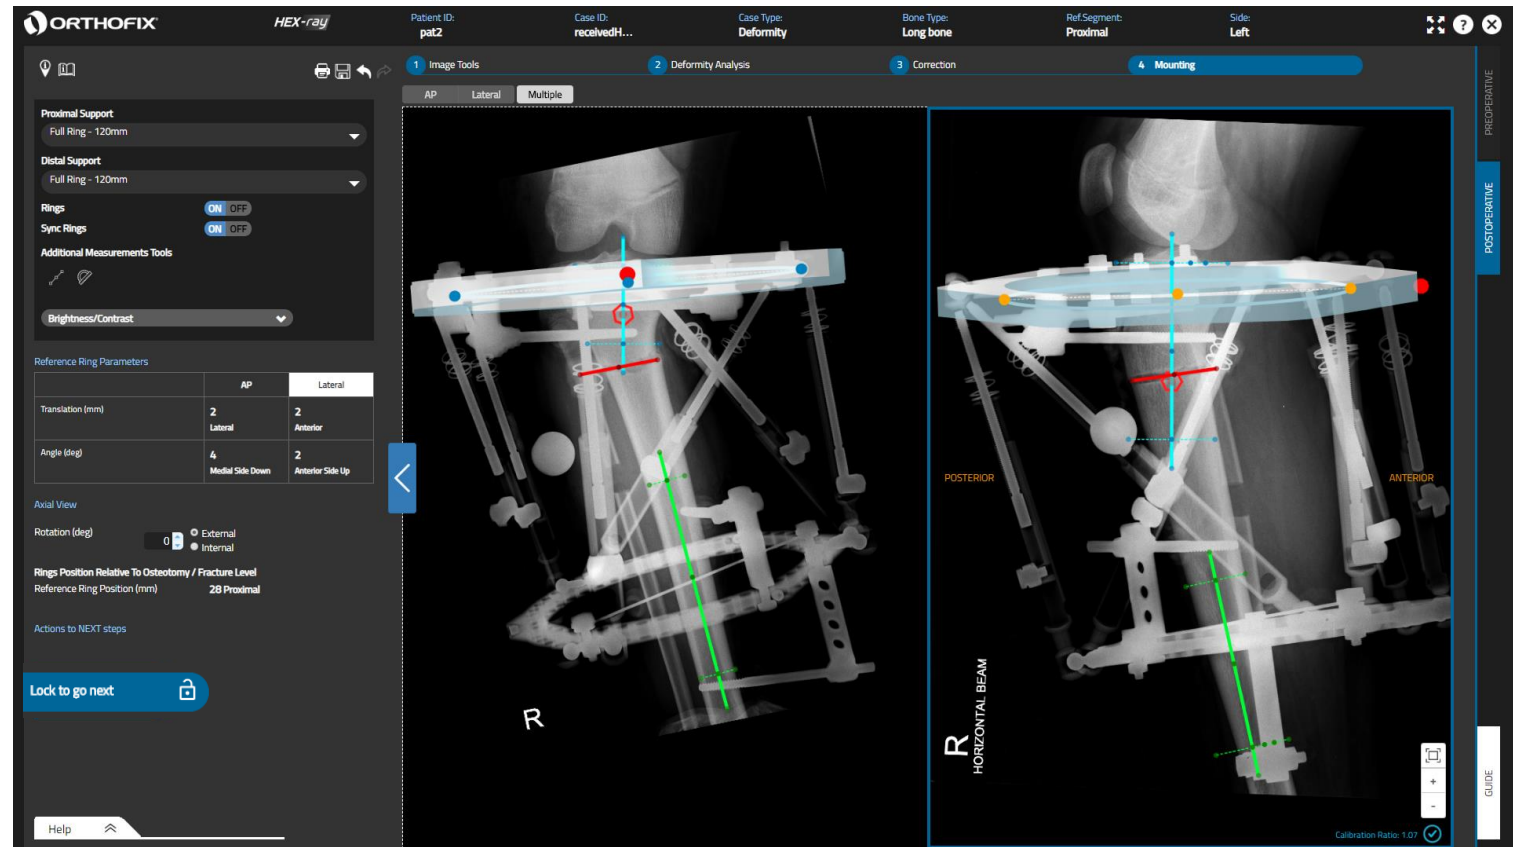 ORTHOFIX®
HEX-ray
Patient ID:
pat2
Case ID:
receivedH...
Case Type:
Deformity
Bone Type:
Long bone
Ref.Segment:
Proximal
Side:
Left
?
1 Image Tools
2 Deformity Analysis
3 Correction
4 Mounting
AP Lateral Multiple
Proximal Support
Full Ring - 120mm
Distal Support
Full Ring - 120mm
Rings ON OFF
Sync Rings ON OFF
Additional Measurements Tools
Brightness/Contrast
Reference Ring Parameters
AP Lateral
Translation (mm) 2 2
Lateral Anterior
Angle (deg) 4 2
Medial Side Down Anterior Side Up
Axial View
Rotation (deg) 0 External
Internal
Rings Position Relative To Osteotomy / Fracture Level
Reference Ring Position (mm) 28 Proximal
Actions to NEXT steps
Lock to go next
Help
R
POSTERIOR
ANTERIOR
R
HORIZONTAL BEAM
+
-
Calibration Ratio: 1.07
PREOPERATIVE
POSTOPERATIVE
GUIDE